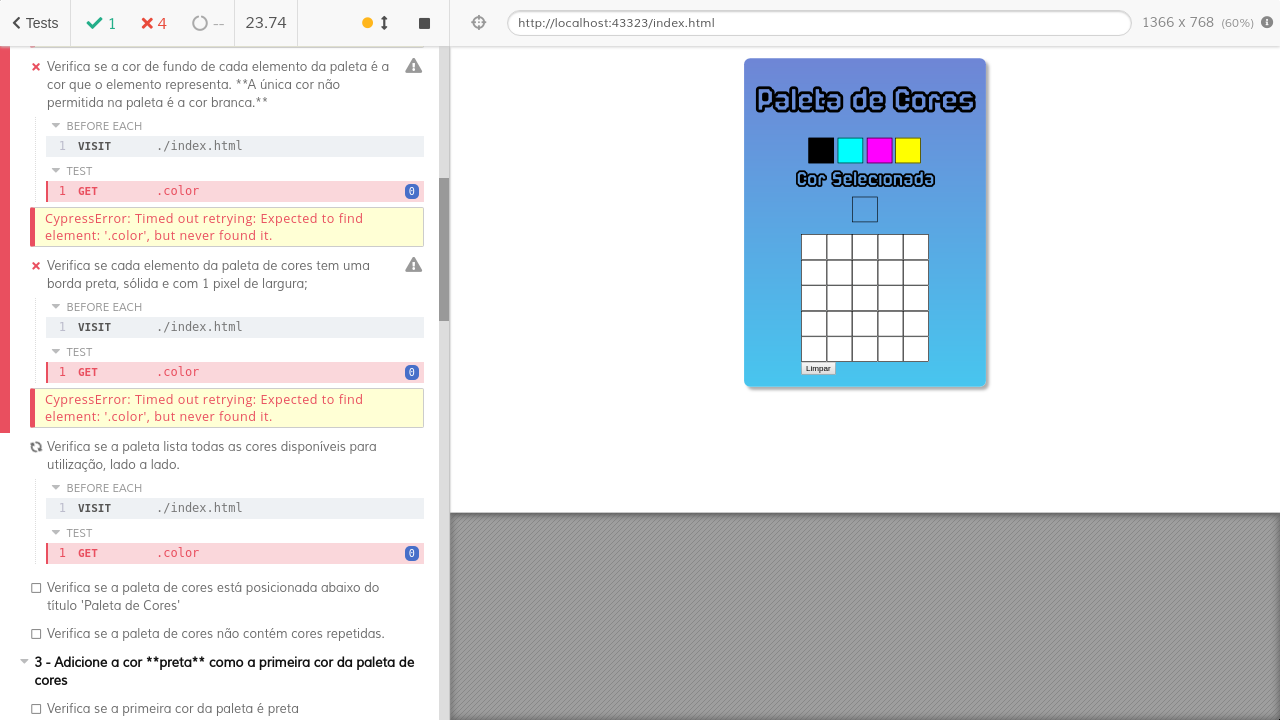 Tests
1
4
--
23.74
http://localhost:43323/index.html
1366 x 768 (60%)
Verifica se a cor de fundo de cada elemento da paleta é a
cor que o elemento representa. **A única cor não
permitida na paleta é a cor branca.**
BEFORE EACH
1 VISIT ./index.html
TEST
1 GET .color 0
CypressError: Timed out retrying: Expected to find
element: '.color', but never found it.
Verifica se cada elemento da paleta de cores tem uma
borda preta, sólida e com 1 pixel de largura;
BEFORE EACH
1 VISIT ./index.html
TEST
1 GET .color 0
CypressError: Timed out retrying: Expected to find
element: '.color', but never found it.
Verifica se a paleta lista todas as cores disponíveis para
utilização, lado a lado.
BEFORE EACH
1 VISIT ./index.html
TEST
1 GET .color 0
Verifica se a paleta de cores está posicionada abaixo do
título 'Paleta de Cores'
Verifica se a paleta de cores não contém cores repetidas.
3 - Adicione a cor **preta** como a primeira cor da paleta de
cores
Verifica se a primeira cor da paleta é preta
Paleta de Cores
Cor Selecionada
Limpar